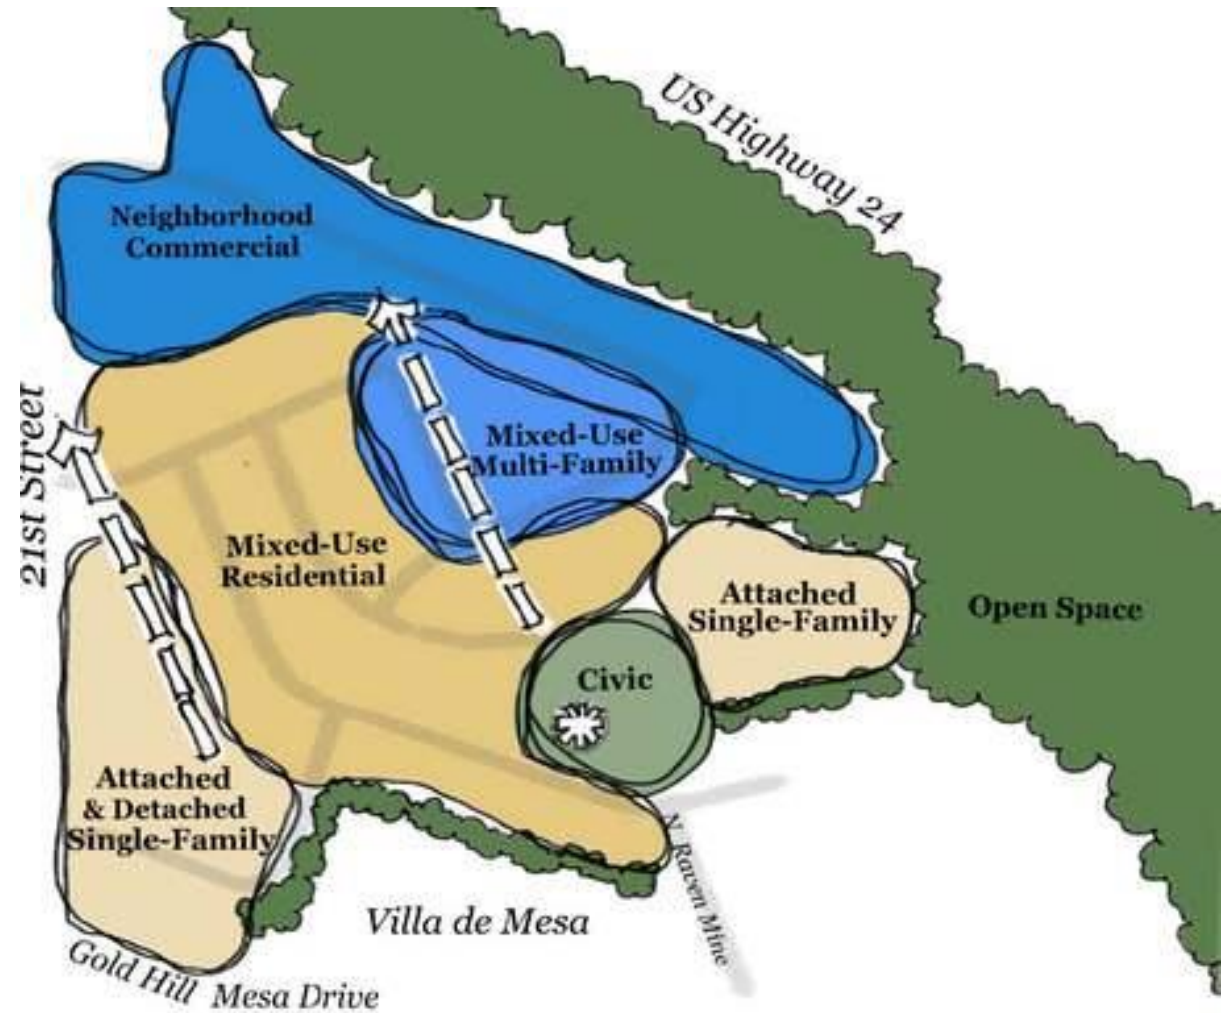 US Highway 24
Neighborhood
Commercial
21st Street
Mixed-Use
Multi-Family
Mixed-Use
Residential
Attached
Single-Family
Open Space
Civic
Attached
& Detached
Single-Family
N Raven Mine
Villa de Mesa
Gold Hill Mesa Drive